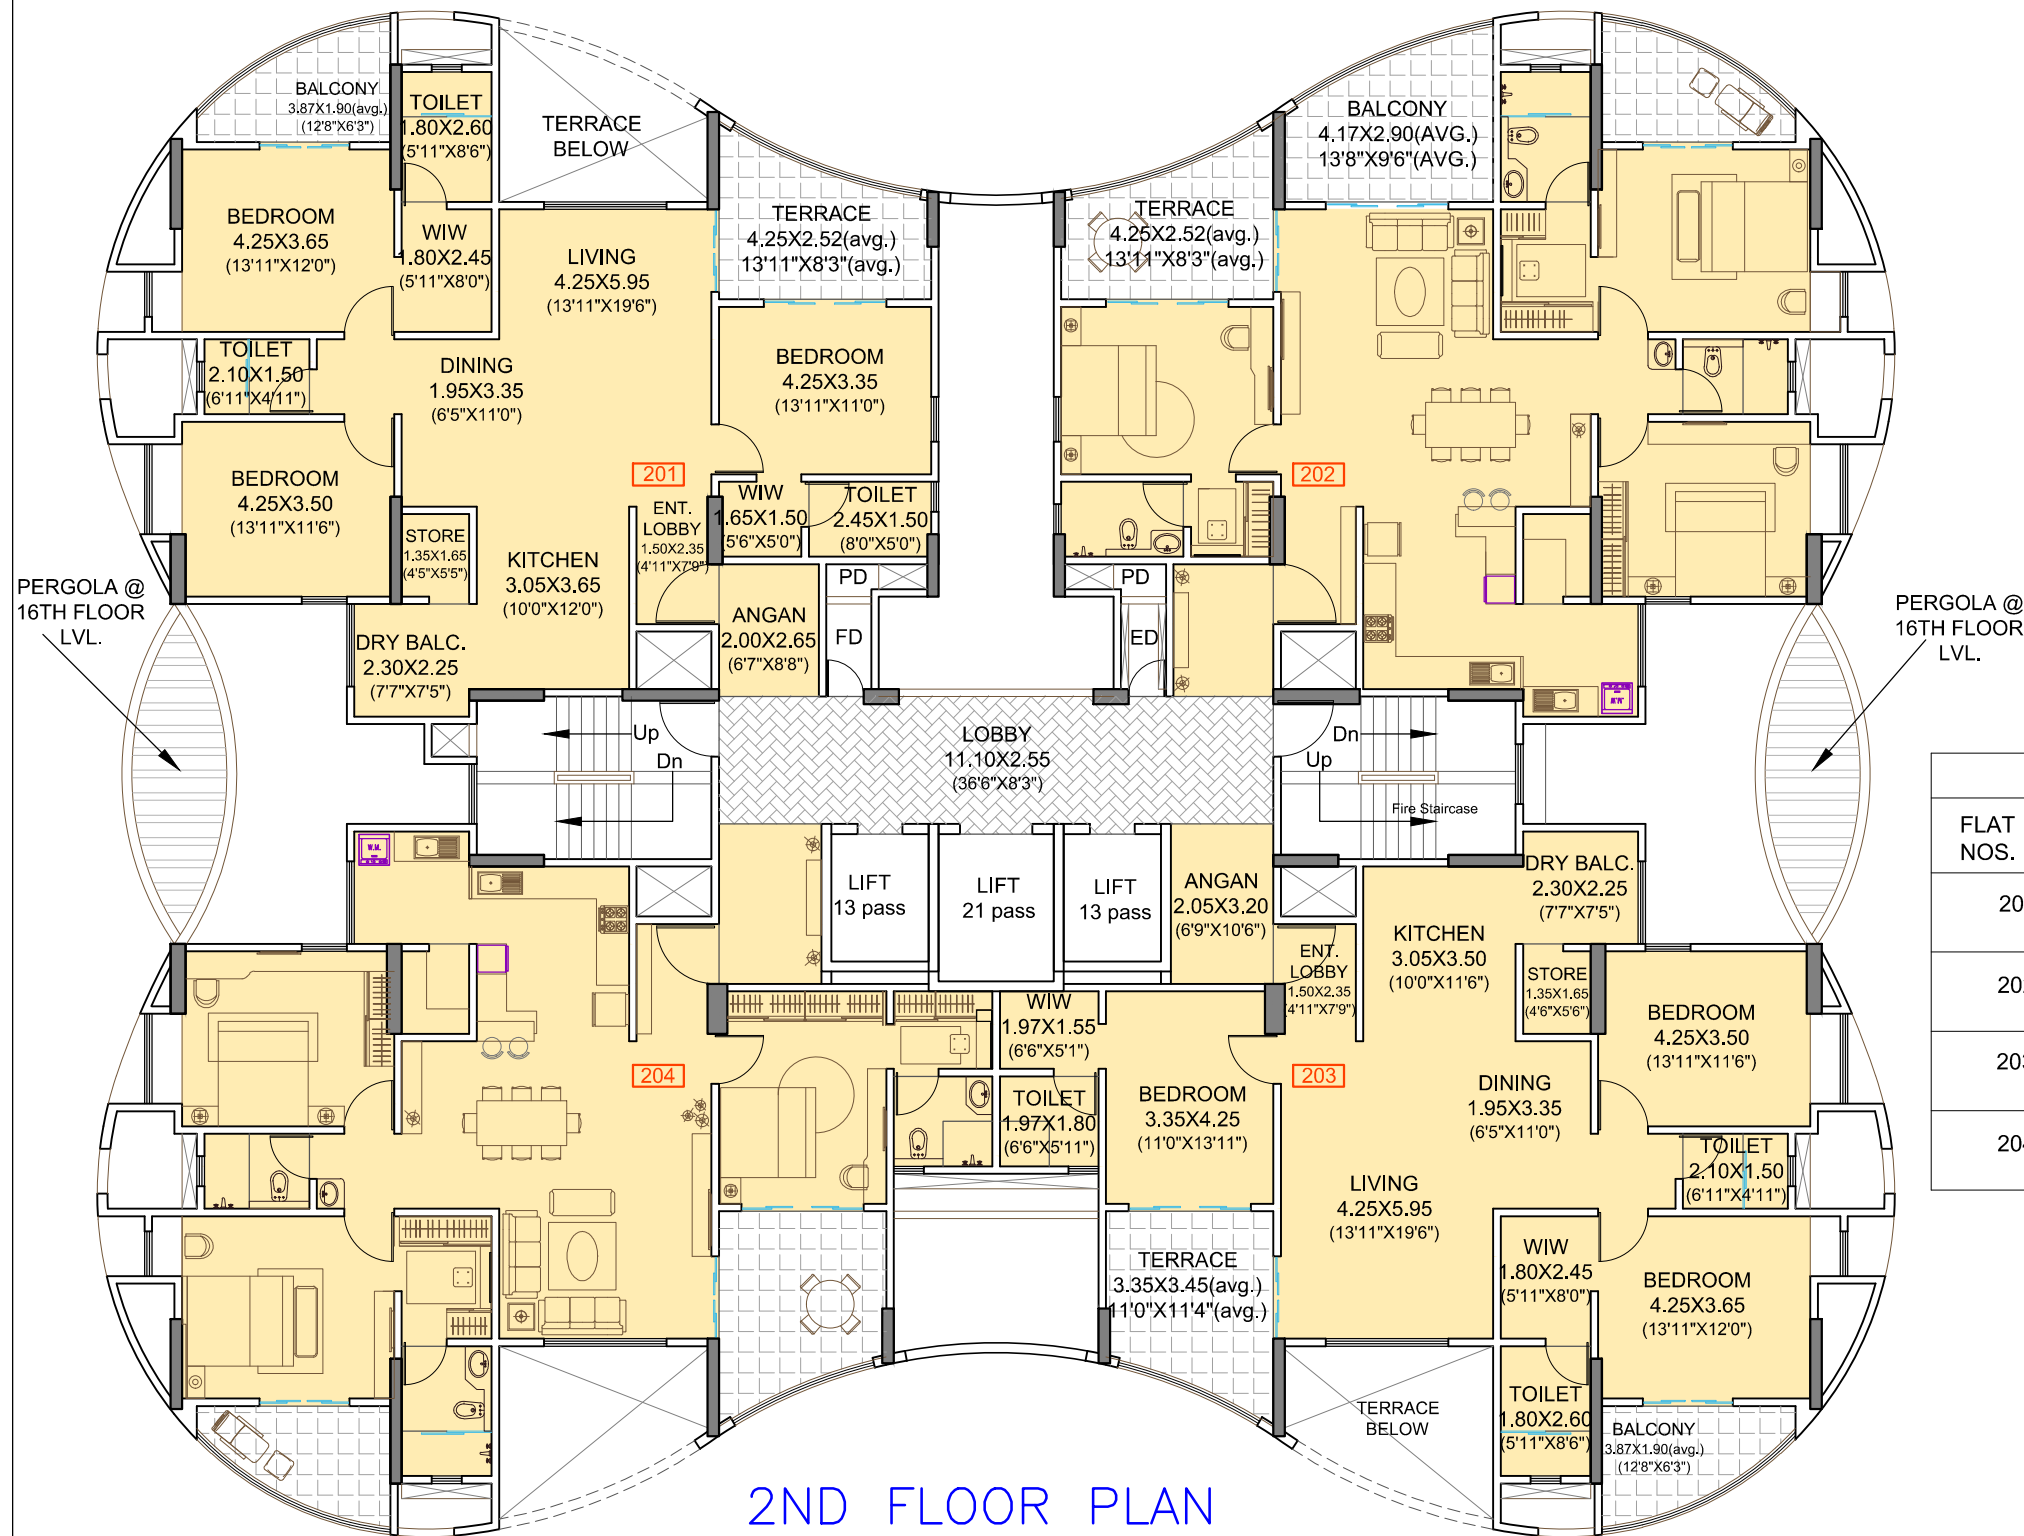 BALCONY
3.87X1.90(avg.)
(12'8"X6'3")
TOILET
1.80X2.60
(5'11"X8'6")
TERRACE
BELOW
BEDROOM
4.25X3.65
(13'11"X12'0")
WIW
1.80X2.45
(5'11"X8'0")
LIVING
4.25X5.95
(13'11"X19'6")
TERRACE
4.25X2.52(avg.)
13'11"X8'3"(avg.)
TOILET
2.10X1.50
(6'11"X4'11")
DINING
1.95X3.35
(6'5"X11'0")
BEDROOM
4.25X3.35
(13'11"X11'0")
BEDROOM
4.25X3.50
(13'11"X11'6")
201
STORE
1.35X1.65
(4'5"X5'5")
KITCHEN
3.05X3.65
(10'0"X12'0")
ENT.
LOBBY
1.50X2.35
(4'11"X7'9")
WIW
1.65X1.50
(5'6"X5'0")
TOILET
2.45X1.50
(8'0"X5'0")
PERGOLA @
16TH FLOOR
LVL.
DRY BALC.
2.30X2.25
(7'7"X7'5")
ANGAN
2.00X2.65
(6'7"X8'8")
PD
FD
PD
ED
BALCONY
4.17X2.90(AVG.)
13'8"X9'6"(AVG.)
TERRACE
4.25X2.52(avg.)
13'11"X8'3"(avg.)
202
PERGOLA @
16TH FLOOR
LVL.
Up
Dn
LOBBY
11.10X2.55
(36'6"X8'3")
Dn
Up
Fire Staircase
FLAT
NOS.
20
20
203
204
W.M.
LIFT
13 pass
LIFT
21 pass
LIFT
13 pass
ANGAN
2.05X3.20
(6'9"X10'6")
DRY BALC.
2.30X2.25
(7'7"X7'5")
KITCHEN
3.05X3.50
(10'0"X11'6")
ENT.
LOBBY
1.50X2.35
(4'11"X7'9")
STORE
1.35X1.65
(4'6"X5'6")
BEDROOM
4.25X3.50
(13'11"X11'6")
WIW
1.97X1.55
(6'6"X5'1")
204
203
TOILET
1.97X1.80
(6'6"X5'11")
BEDROOM
3.35X4.25
(11'0"X13'11")
DINING
1.95X3.35
(6'5"X11'0")
TOILET
2.10X1.50
(6'11"X4'11")
LIVING
4.25X5.95
(13'11"X19'6")
TERRACE
3.35X3.45(avg.)
11'0"X11'4"(avg.)
WIW
1.80X2.45
(5'11"X8'0")
BEDROOM
4.25X3.65
(13'11"X12'0")
TERRACE
BELOW
TOILET
1.80X2.60
(5'11"X8'6")
BALCONY
3.87X1.90(avg.)
(12'8"X6'3")
2ND FLOOR PLAN